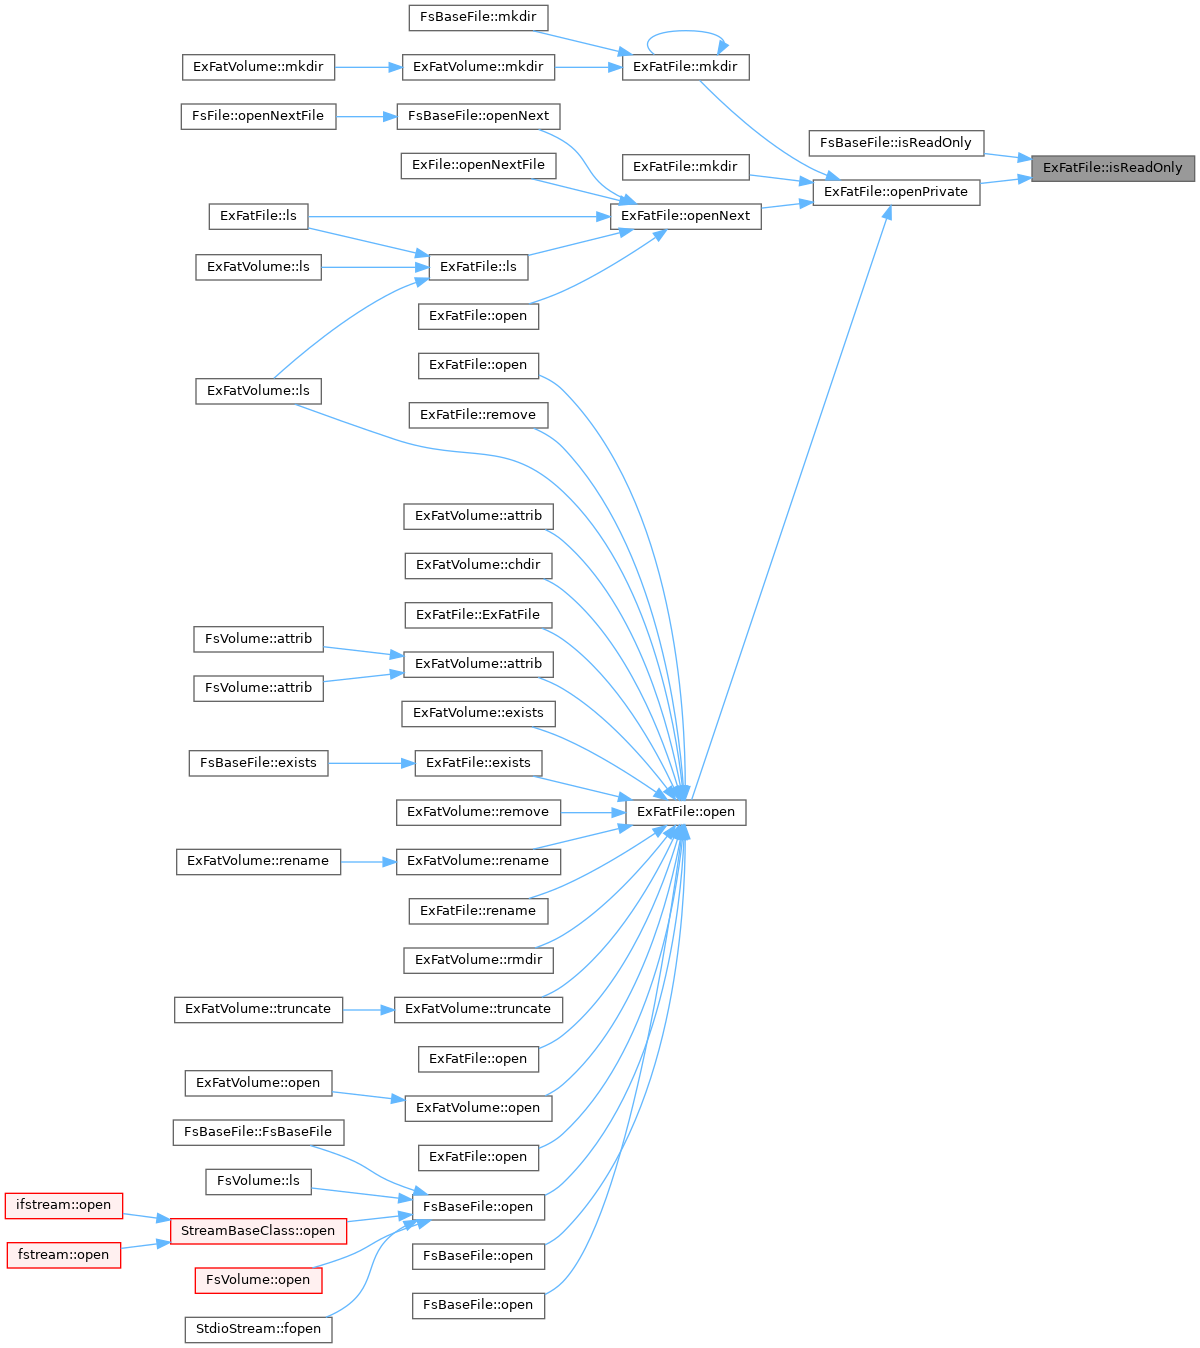 FsBaseFile::mkdir
ExFatVolume::mkdir
ExFatVolume::mkdir
ExFatFile::mkdir
FsFile::openNextFile
FsBaseFile::openNext
FsBaseFile::isReadOnly
ExFile::openNextFile
ExFatFile::mkdir
ExFatFile::isReadOnly
ExFatFile::openPrivate
ExFatFile::ls
ExFatFile::openNext
ExFatVolume::ls
ExFatFile::ls
ExFatFile::open
ExFatFile::open
ExFatVolume::ls
ExFatFile::remove
ExFatVolume::attrib
ExFatVolume::chdir
ExFatFile::ExFatFile
FsVolume::attrib
ExFatVolume::attrib
FsVolume::attrib
ExFatVolume::exists
FsBaseFile::exists
ExFatFile::exists
ExFatVolume::remove
ExFatFile::open
ExFatVolume::rename
ExFatVolume::rename
ExFatFile::rename
ExFatVolume::rmdir
ExFatVolume::truncate
ExFatVolume::truncate
ExFatFile::open
ExFatVolume::open
ExFatVolume::open
FsBaseFile::FsBaseFile
ExFatFile::open
FsVolume::ls
ifstream::open
FsBaseFile::open
StreamBaseClass::open
fstream::open
FsBaseFile::open
FsVolume::open
FsBaseFile::open
StdioStream::fopen